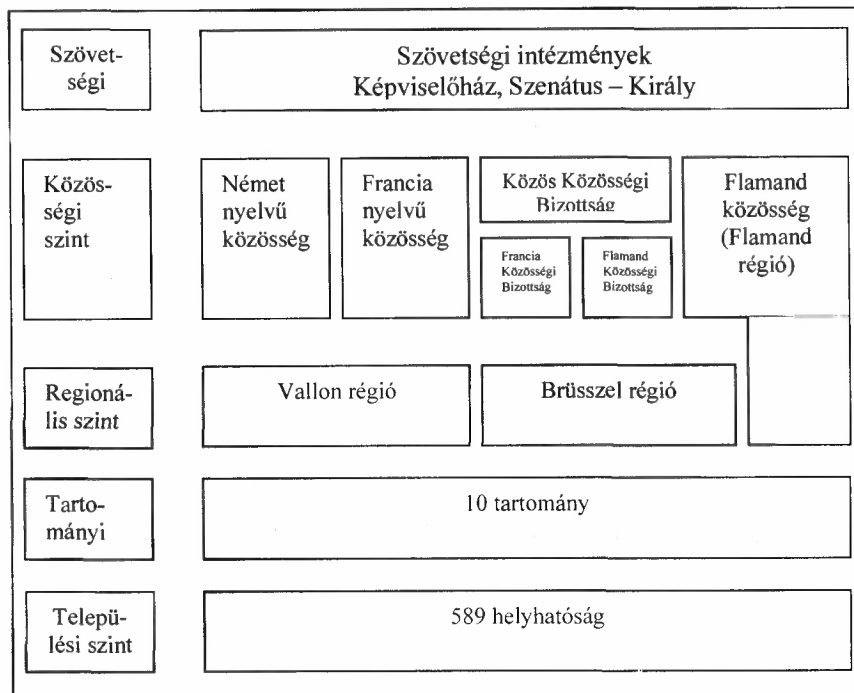 Szövet-
ségi
Szövetségi intézmények
Képviselőház, Szenátus – Király
Közös-
ségi
szint
Német
nyelvű
közösség
Francia
nyelvű
közösség
Közös Közösségi
Bizottság
Francia
Közösségi
Bizottság
Flamand
Közösségi
Bizottság
Flamand
közösség
(Flamand
régió)
Regioná-
lis szint
Vallon régió
Brüsszel régió
Tarto-
mányi
10 tartomány
Telepü-
lési szint
589 helyhatóság